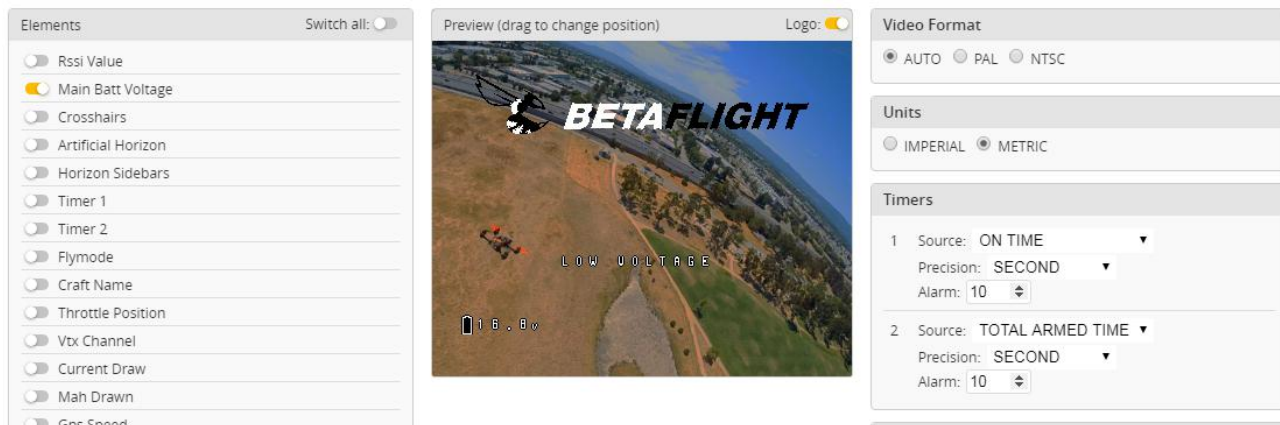 Elements Switch all:
Rssi Value
Main Batt Voltage
Crosshairs
Artificial Horizon
Horizon Sidebars
Timer 1
Timer 2
Flymode
Craft Name
Throttle Position
Vtx Channel
Current Draw
Mah Drawn
Gps Speed
Preview (drag to change position) Logo:
BETAFLIGHT
LOW VOLTAGE
16.8v
Video Format
AUTO PAL NTSC
Units
IMPERIAL METRIC
Timers
1 Source: ON TIME
Precision: SECOND
Alarm: 10
2 Source: TOTAL ARMED TIME
Precision: SECOND
Alarm: 10